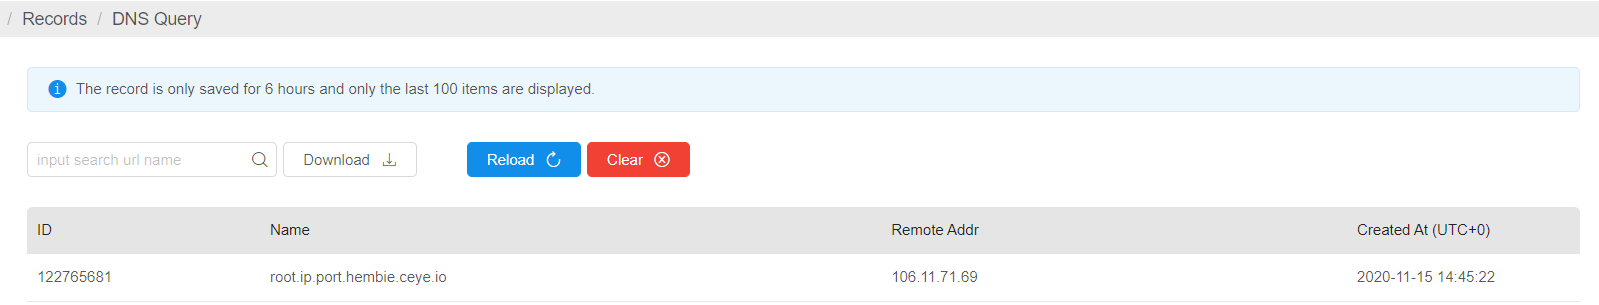 / Records / DNS Query
The record is only saved for 6 hours and only the last 100 items are displayed.
input search url name Download Reload Clear
ID Name Remote Addr Created At (UTC+0)
122765681 root.ip.port.hembie.ceye.io 106.11.71.69 2020-11-15 14:45:22